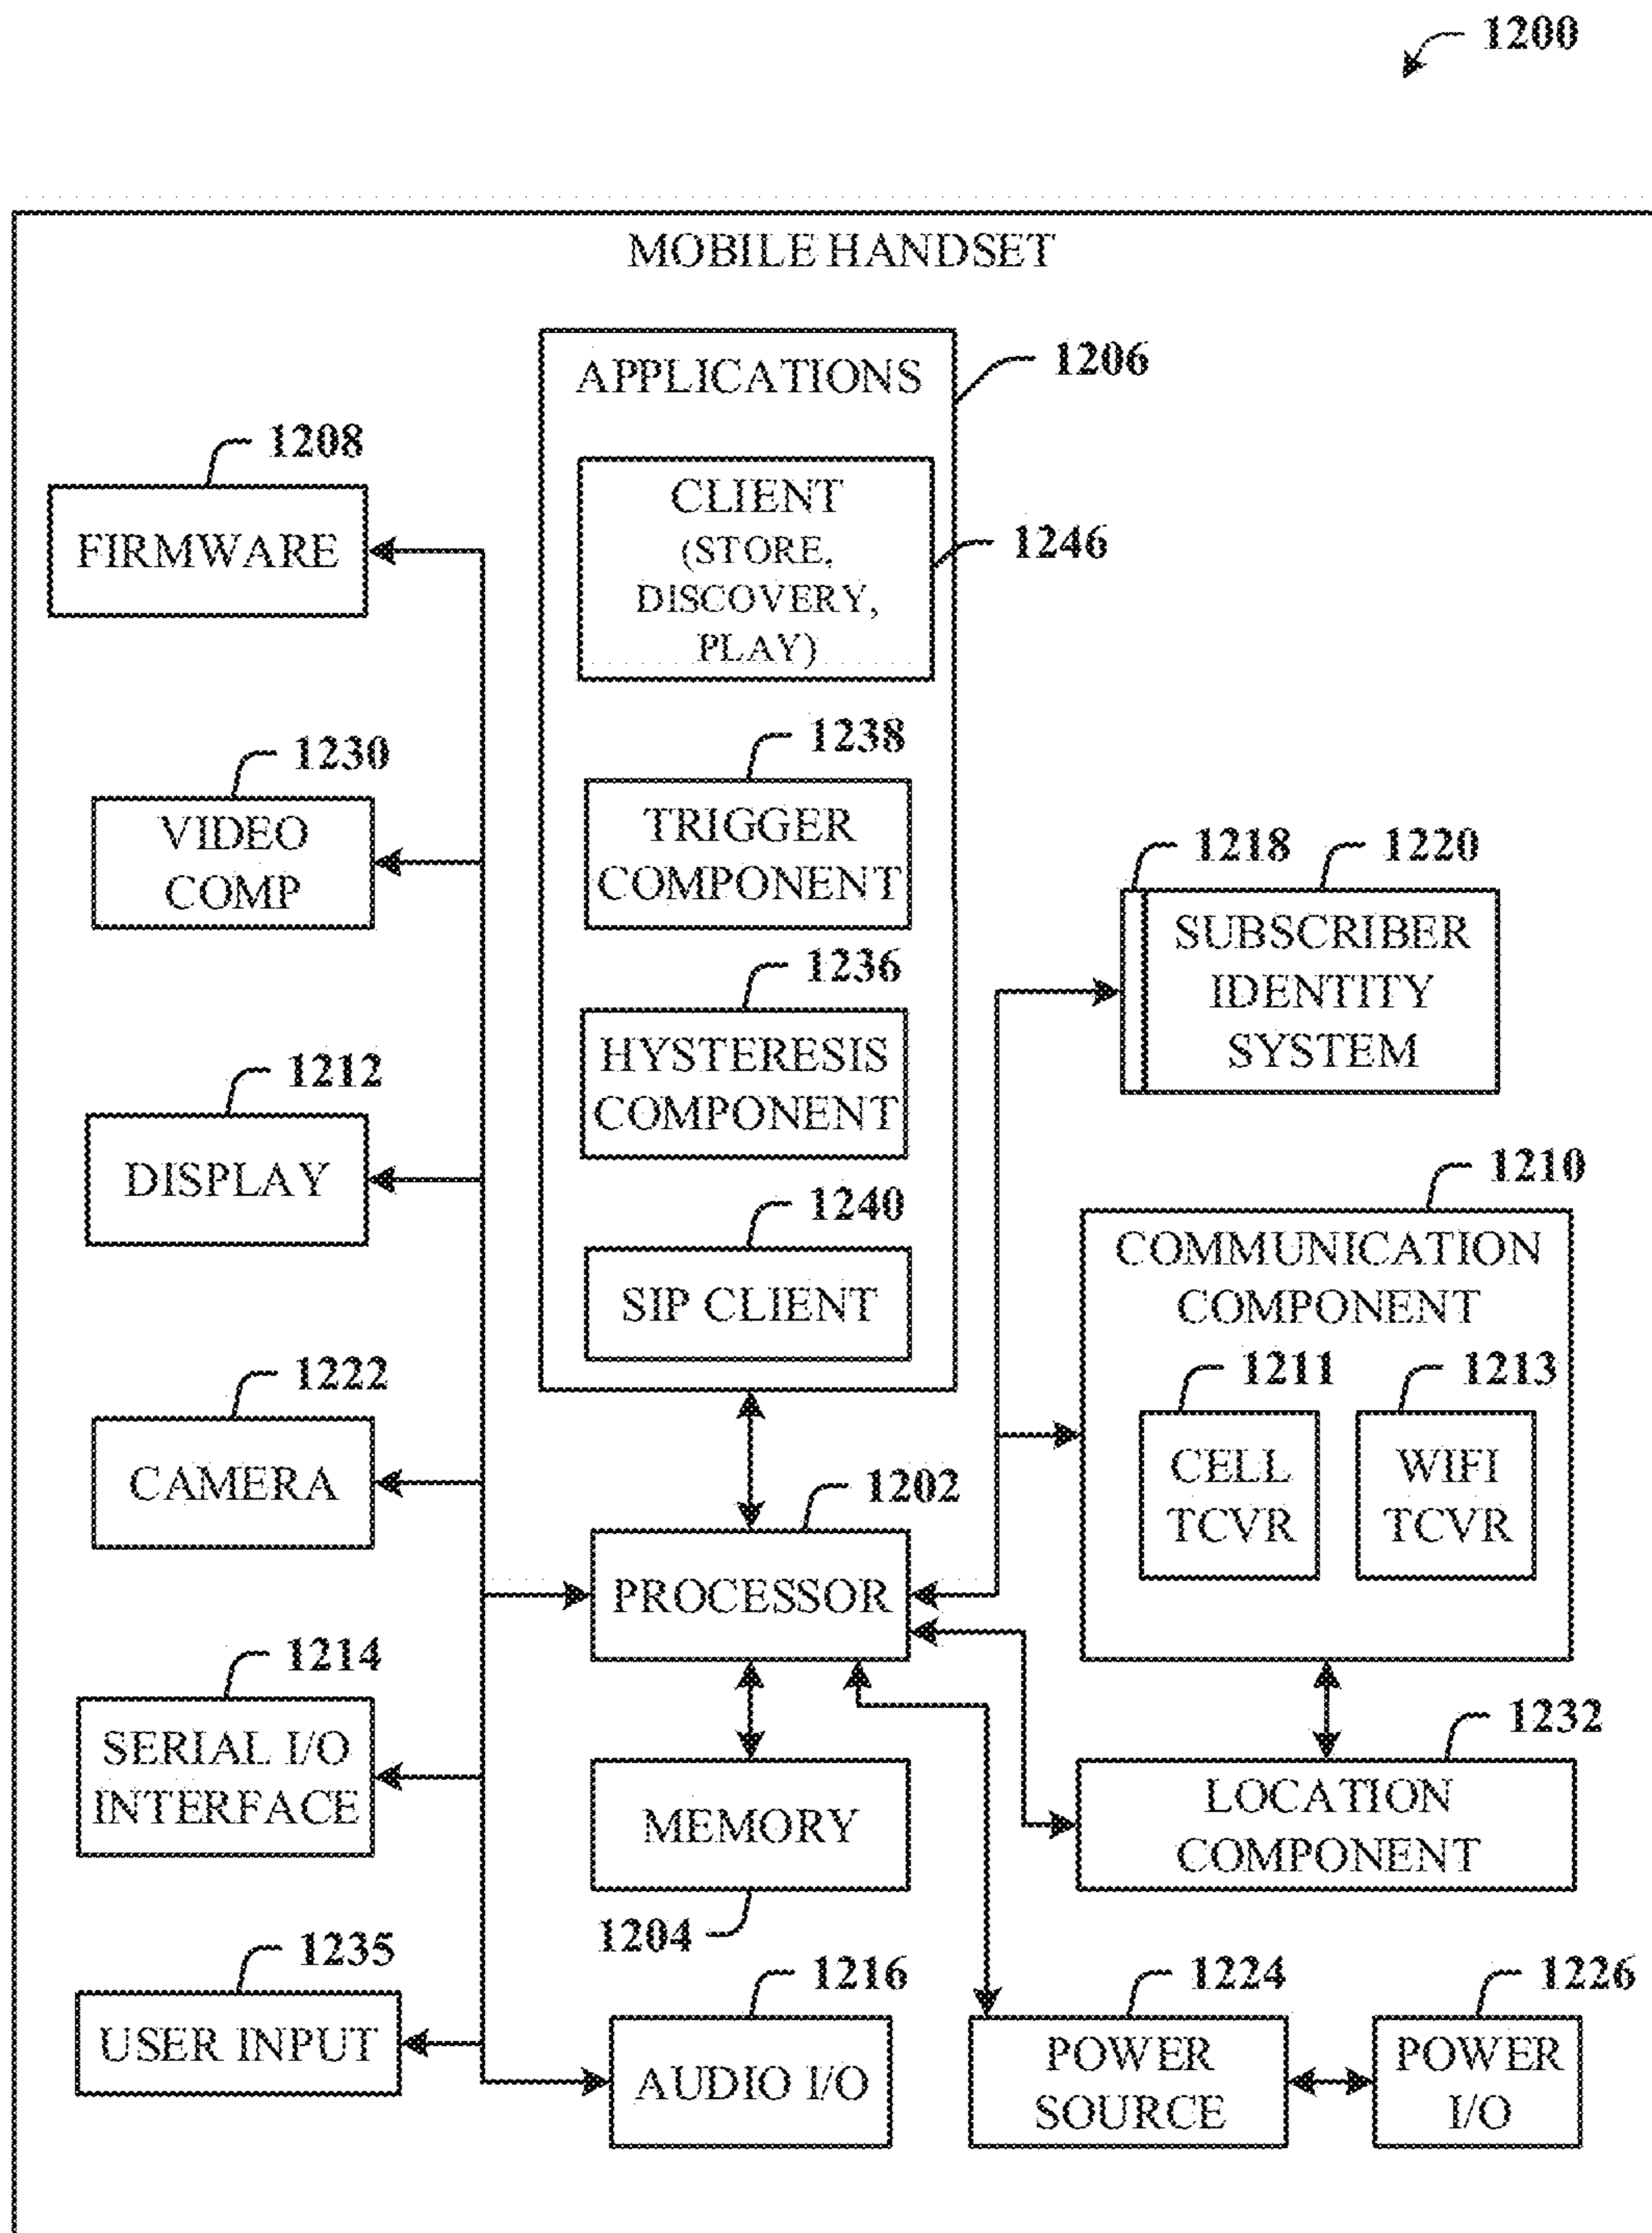 1200
MOBILE HANDSET
APPLICATIONS
1206
1208
FIRMWARE
CLIENT
(STORE,
DISCOVERY,
PLAY)
1246
1230
VIDEO
COMP
1238
TRIGGER
COMPONENT
1218
1220
SUBSCRIBER
IDENTITY
SYSTEM
1236
HYSTERESIS
COMPONENT
1212
DISPLAY
1240
SIP CLIENT
1210
COMMUNICATION
COMPONENT
1211
CELL
TCVR
1213
WIFI
TCVR
1222
CAMERA
1202
PROCESSOR
1214
SERIAL I/O
INTERFACE
MEMORY
1204
1232
LOCATION
COMPONENT
1235
USER INPUT
1216
AUDIO I/O
1224
POWER
SOURCE
1226
POWER
I/O